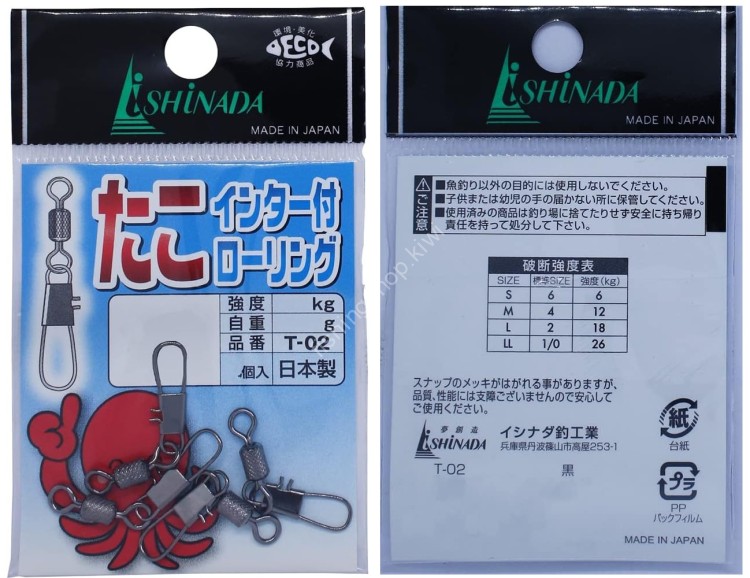 ISHiNADA
環境・美化
ECO
協力商品
MADE IN JAPAN
たこ
インター付
ローリング
強度 kg
自重 g
品番 T-02
個入 日本製
ISHiNADA
MADE IN JAPAN
ご注意
■魚釣り以外の目的には使用しないでください。
■子供または幼児の手の届かない所に保管してください。
■使用済みの商品は釣り場に捨てたりせず安全に持ち帰り
責任を持って処分して下さい。
破断強度表
SIZE 標準SIZE 強度(kg)
S 6 6
M 4 12
L 2 18
LL 1/0 26
スナップのメッキがはがれる事がありますが、
品質、性能には支障ございませんので安心して
ご使用ください。
夢創造
ISHiNADA
イシナダ釣工業
兵庫県丹波篠山市高屋253-1
T-02 黒
紙
台紙
プラ
PP
パックフィルム
MADE IN JAPAN